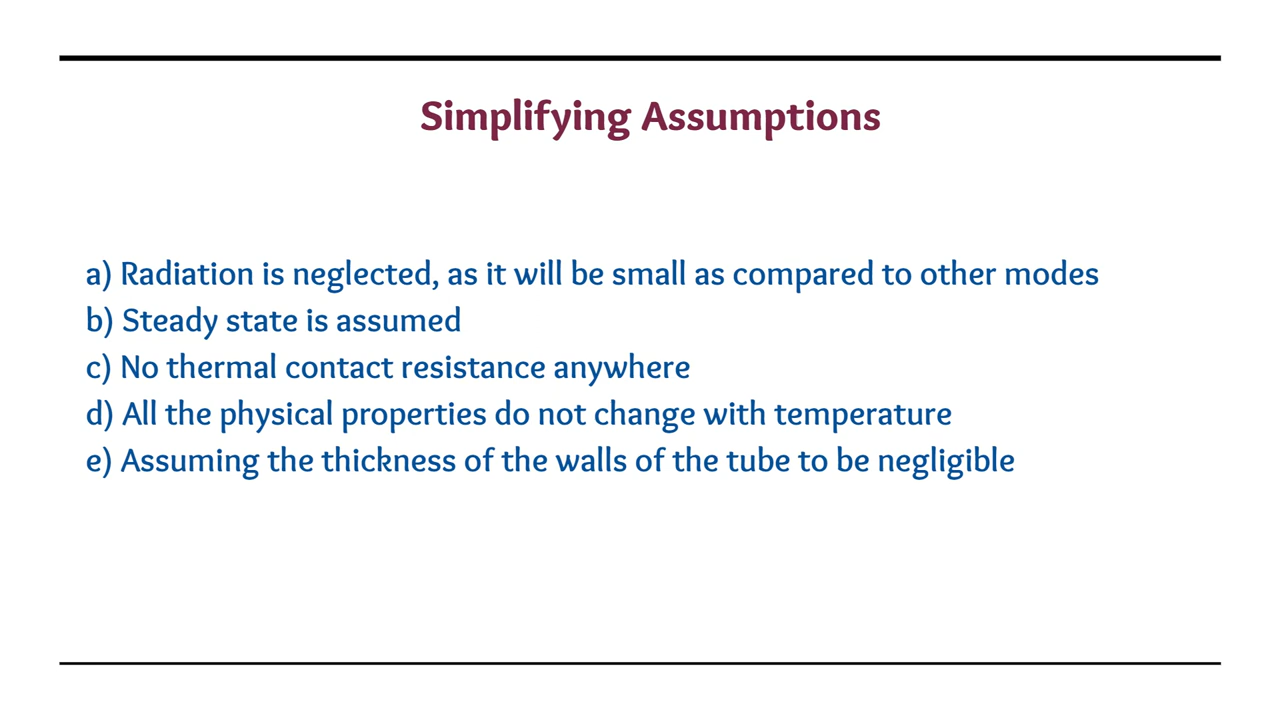 Simplifying Assumptions
a) Radiation is neglected, as it will be small as compared to other modes
b) Steady state is assumed
c) No thermal contact resistance anywhere
d) All the physical properties do not change with temperature
e) Assuming the thickness of the walls of the tube to be negligible